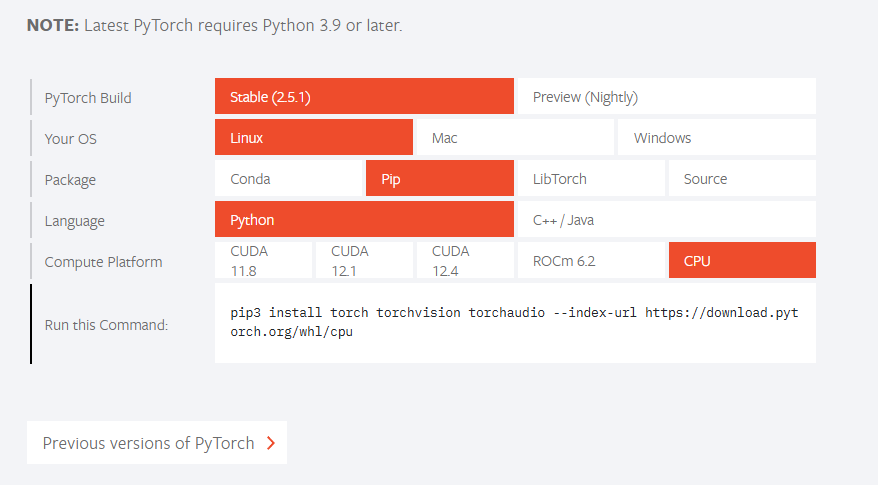 NOTE: Latest PyTorch requires Python 3.9 or later.
PyTorch Build
Stable (2.5.1)
Preview (Nightly)
Your OS
Linux
Mac
Windows
Package
Conda
Pip
LibTorch
Source
Language
Python
C++ / Java
Compute Platform
CUDA
11.8
CUDA
12.1
CUDA
12.4
ROCm 6.2
CPU
Run this Command:
pip3 install torch torchvision torchaudio --index-url https://download.pyt
orch.org/whl/cpu
Previous versions of PyTorch